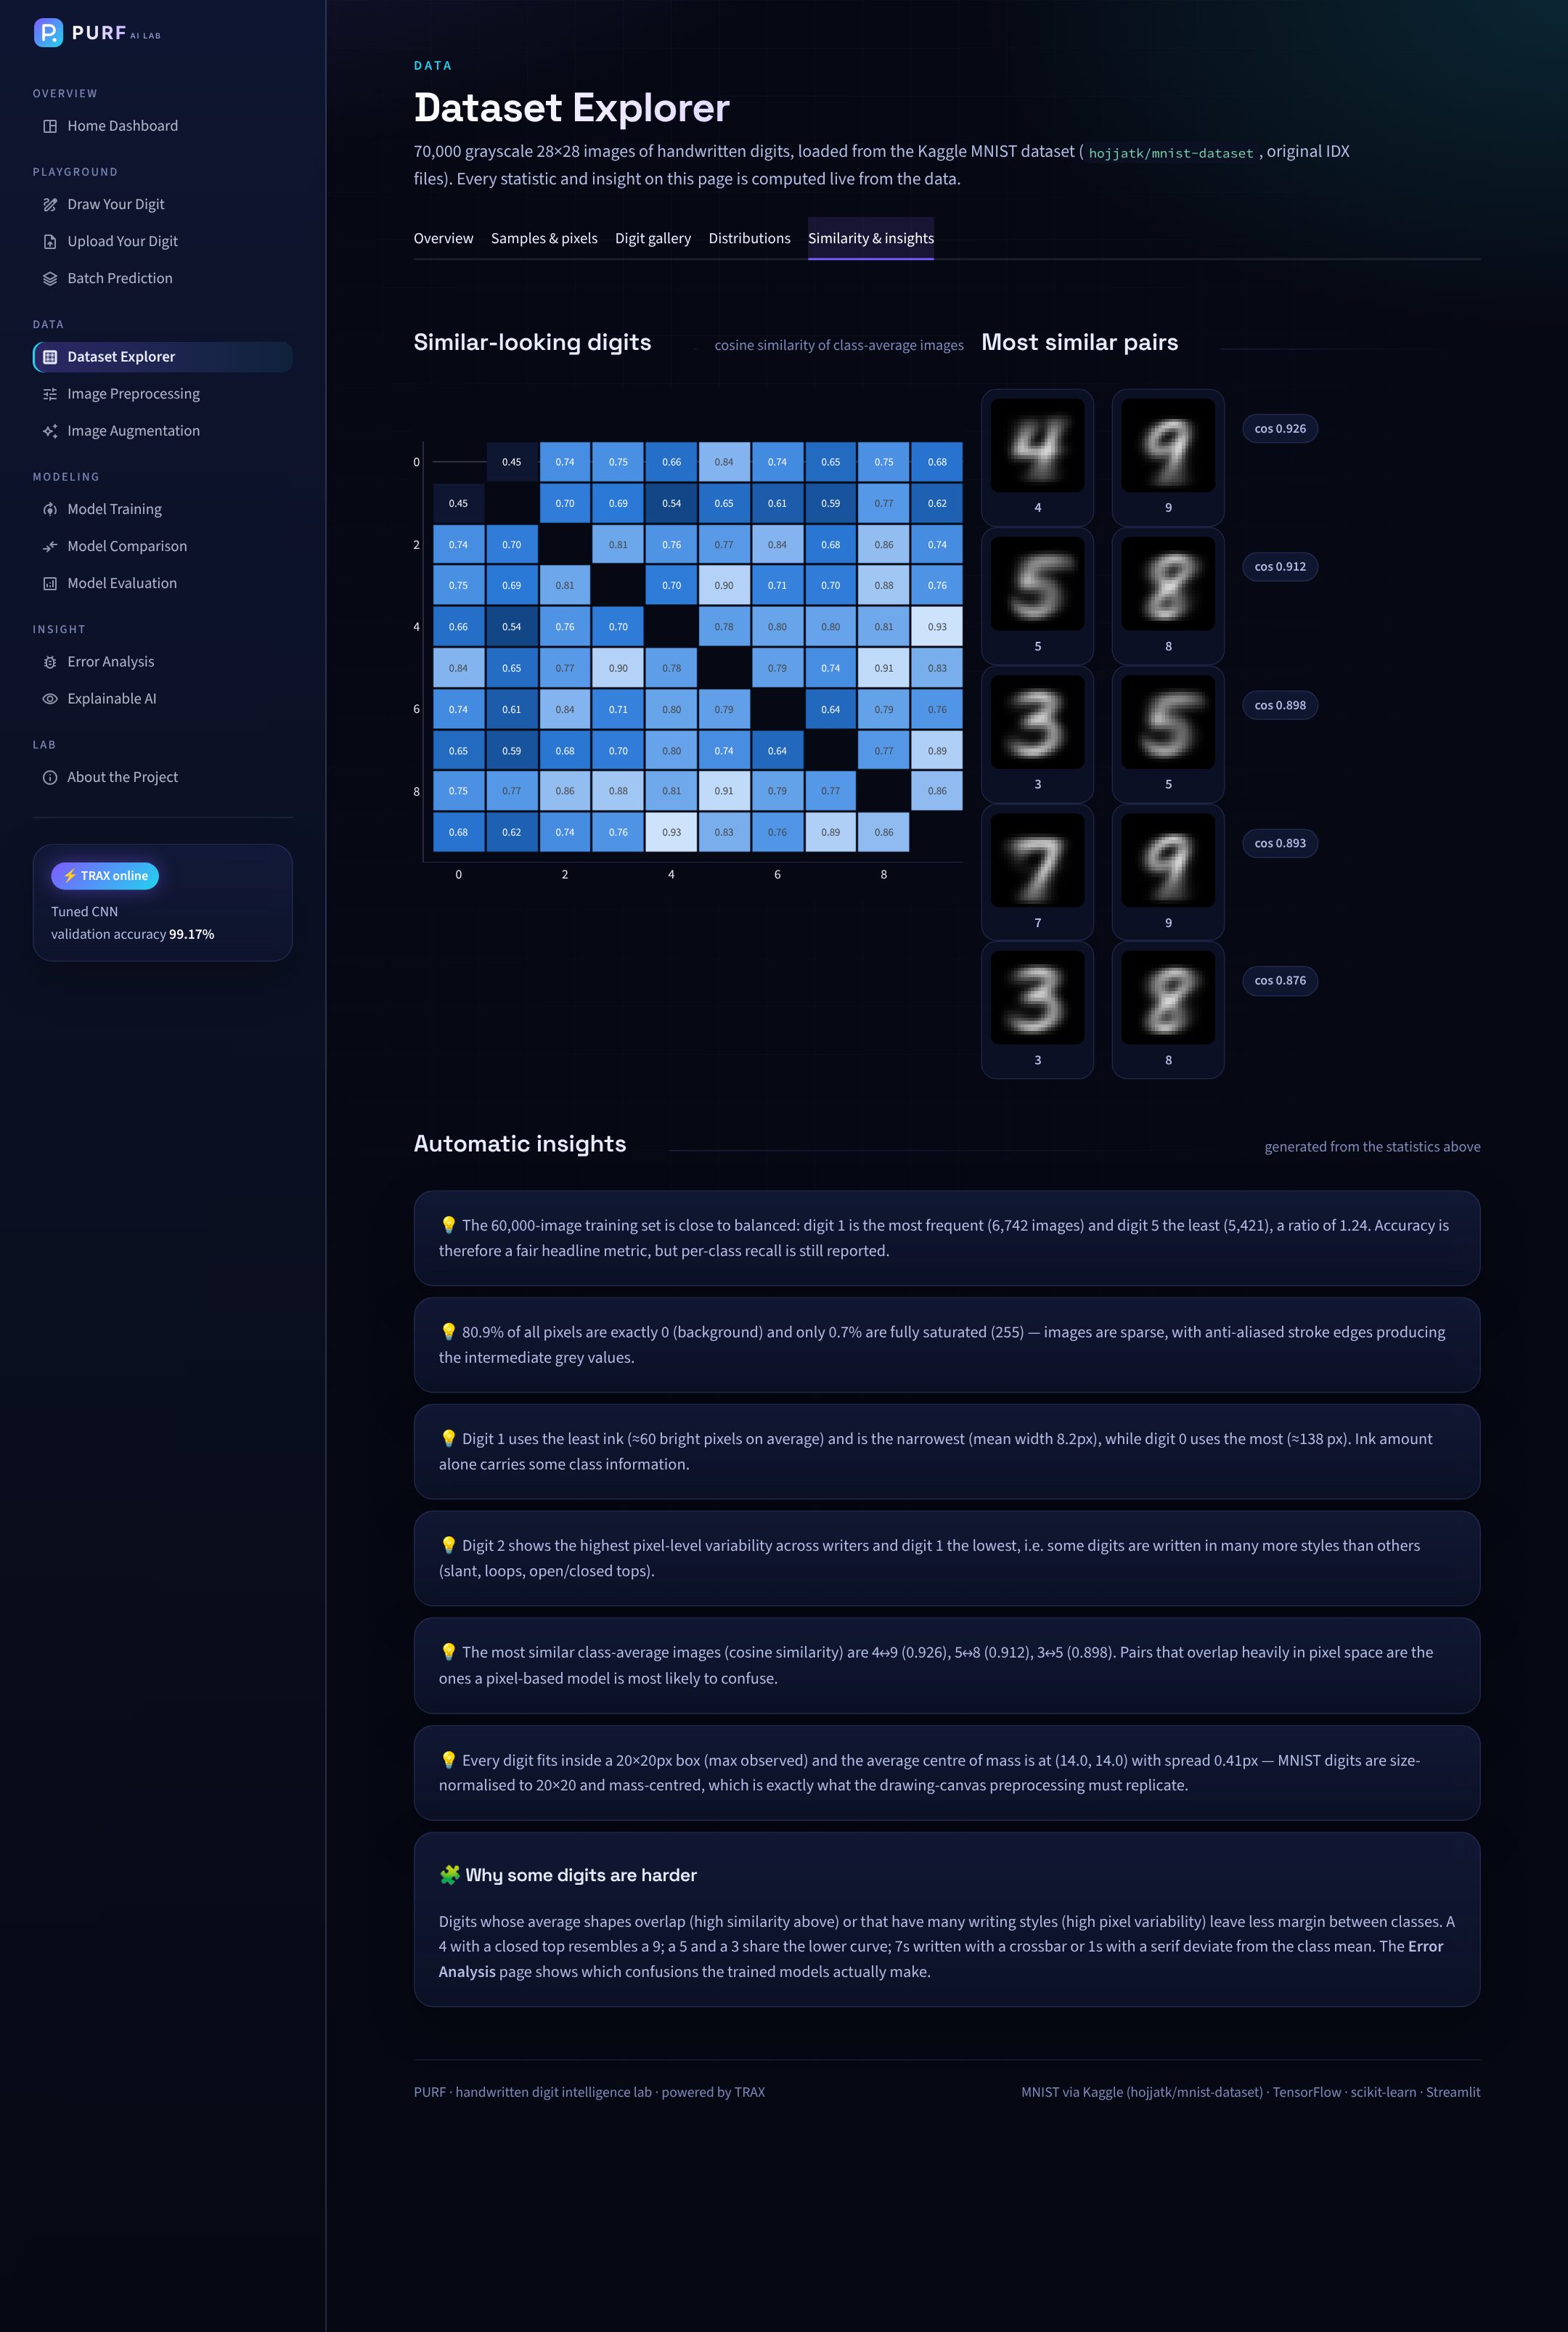 PURF AI LAB
OVERVIEW
Home Dashboard
PLAYGROUND
Draw Your Digit
Upload Your Digit
Batch Prediction
DATA
Dataset Explorer
Image Preprocessing
Image Augmentation
MODELING
Model Training
Model Comparison
Model Evaluation
INSIGHT
Error Analysis
Explainable AI
LAB
About the Project
⚡ TRAX online
Tuned CNN
validation accuracy 99.17%
DATA
Dataset Explorer
70,000 grayscale 28×28 images of handwritten digits, loaded from the Kaggle MNIST dataset ( hojjatk/mnist-dataset , original IDX
files). Every statistic and insight on this page is computed live from the data.
Overview Samples & pixels Digit gallery Distributions Similarity & insights
Similar-looking digits cosine similarity of class-average images
0 0.45 0.74 0.75 0.66 0.84 0.74 0.65 0.75 0.68
0.45 0.70 0.69 0.54 0.65 0.61 0.59 0.77 0.62
2 0.74 0.70 0.81 0.76 0.77 0.84 0.68 0.86 0.74
0.75 0.69 0.81 0.70 0.90 0.71 0.70 0.88 0.76
4 0.66 0.54 0.76 0.70 0.78 0.80 0.80 0.81 0.93
0.84 0.65 0.77 0.90 0.78 0.79 0.74 0.91 0.83
6 0.74 0.61 0.84 0.71 0.80 0.79 0.64 0.79 0.76
0.65 0.59 0.68 0.70 0.80 0.74 0.64 0.77 0.89
8 0.75 0.77 0.86 0.88 0.81 0.91 0.79 0.77 0.86
0.68 0.62 0.74 0.76 0.93 0.83 0.76 0.89 0.86
0 2 4 6 8
Most similar pairs
4 9 cos 0.926
4 9
5 8 cos 0.912
5 8
3 5 cos 0.898
3 5
7 9 cos 0.893
7 9
3 8 cos 0.876
3 8
Automatic insights generated from the statistics above
💡 The 60,000-image training set is close to balanced: digit 1 is the most frequent (6,742 images) and digit 5 the least (5,421), a ratio of 1.24. Accuracy is
therefore a fair headline metric, but per-class recall is still reported.
💡 80.9% of all pixels are exactly 0 (background) and only 0.7% are fully saturated (255) — images are sparse, with anti-aliased stroke edges producing
the intermediate grey values.
💡 Digit 1 uses the least ink (≈60 bright pixels on average) and is the narrowest (mean width 8.2px), while digit 0 uses the most (≈138 px). Ink amount
alone carries some class information.
💡 Digit 2 shows the highest pixel-level variability across writers and digit 1 the lowest, i.e. some digits are written in many more styles than others
(slant, loops, open/closed tops).
💡 The most similar class-average images (cosine similarity) are 4↔9 (0.926), 5↔8 (0.912), 3↔5 (0.898). Pairs that overlap heavily in pixel space are the
ones a pixel-based model is most likely to confuse.
💡 Every digit fits inside a 20×20px box (max observed) and the average centre of mass is at (14.0, 14.0) with spread 0.41px — MNIST digits are size-
normalised to 20×20 and mass-centred, which is exactly what the drawing-canvas preprocessing must replicate.
🧩 Why some digits are harder
Digits whose average shapes overlap (high similarity above) or that have many writing styles (high pixel variability) leave less margin between classes. A
4 with a closed top resembles a 9; a 5 and a 3 share the lower curve; 7s written with a crossbar or 1s with a serif deviate from the class mean. The Error
Analysis page shows which confusions the trained models actually make.
PURF · handwritten digit intelligence lab · powered by TRAX
MNIST via Kaggle (hojjatk/mnist-dataset) · TensorFlow · scikit-learn · Streamlit